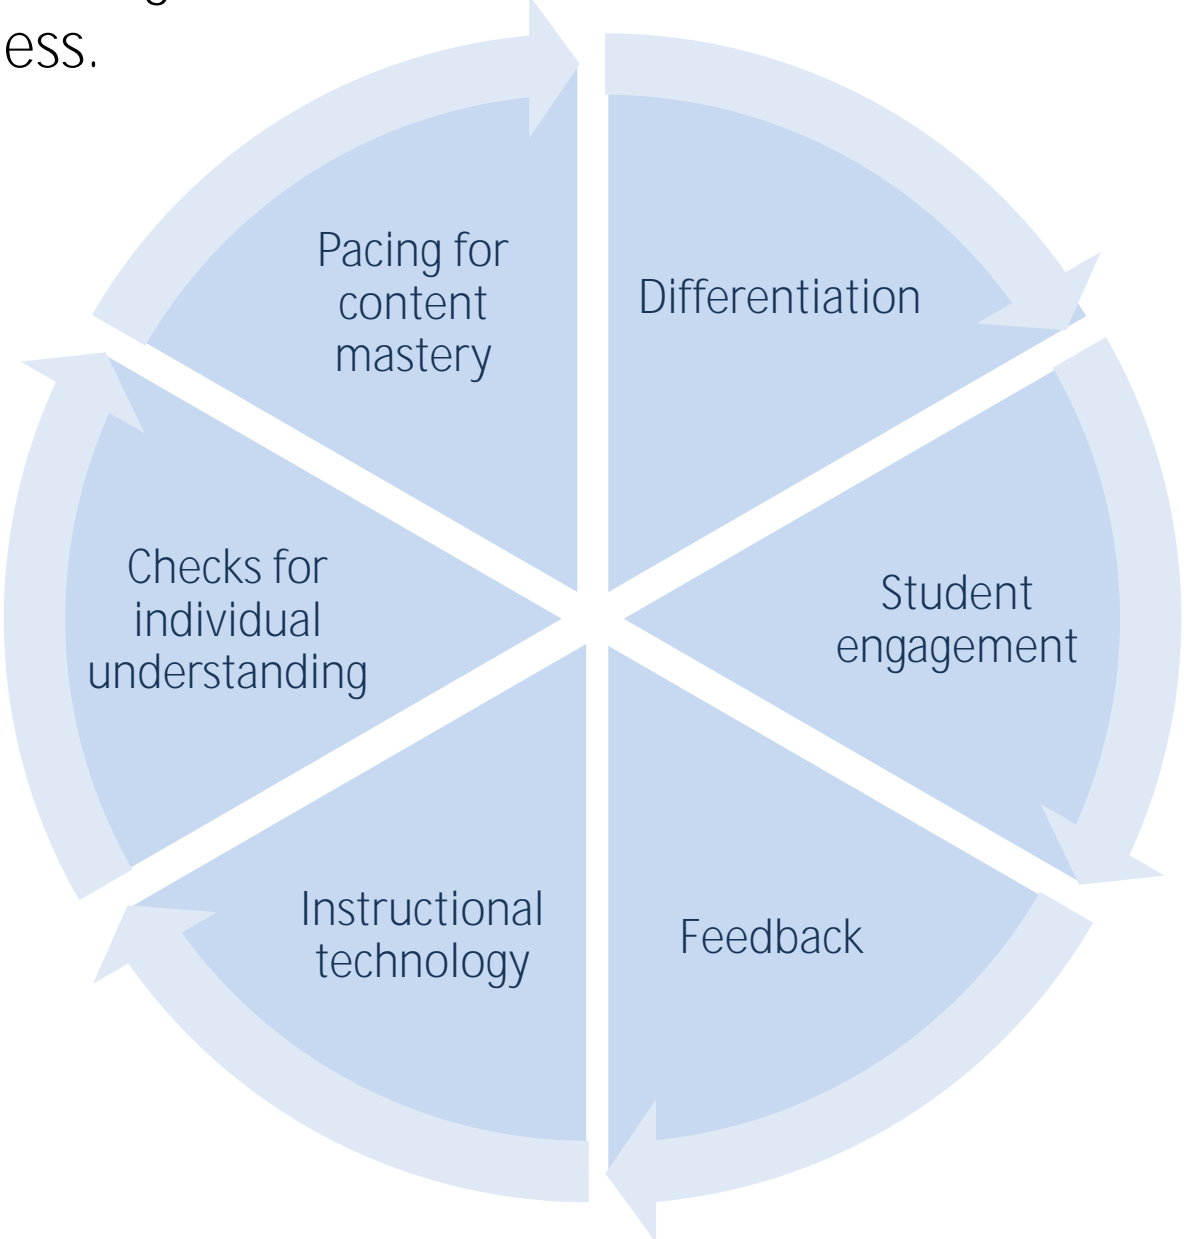 ess.
Pacing for
content
mastery
Differentiation
Student
engagement
Feedback
Instructional
technology
Checks for
individual
understanding